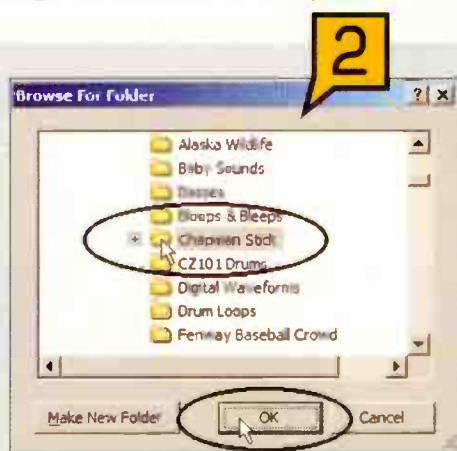 2
Browse For Folder
Alaska Wildlife
Baby Sounds
Basses
Bloops & Bleeps
Chapman Stick
CZ101 Drums
Digital Waveforms
Drum Loops
Fenway Baseball Crowd
Make New Folder
OK
Cancel